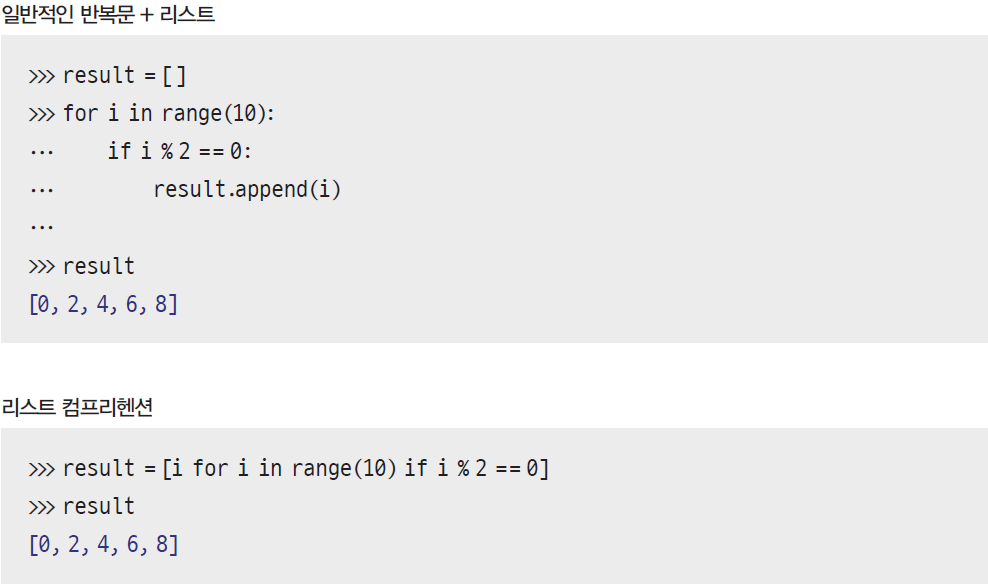 일반적인 반복문 + 리스트
>>> result = []
>>> for i in range(10):
...     if i % 2 == 0:
...         result.append(i)
...
>>> result
[0, 2, 4, 6, 8]
리스트 컴프리헨션
>>> result = [i for i in range(10) if i % 2 == 0]
>>> result
[0, 2, 4, 6, 8]